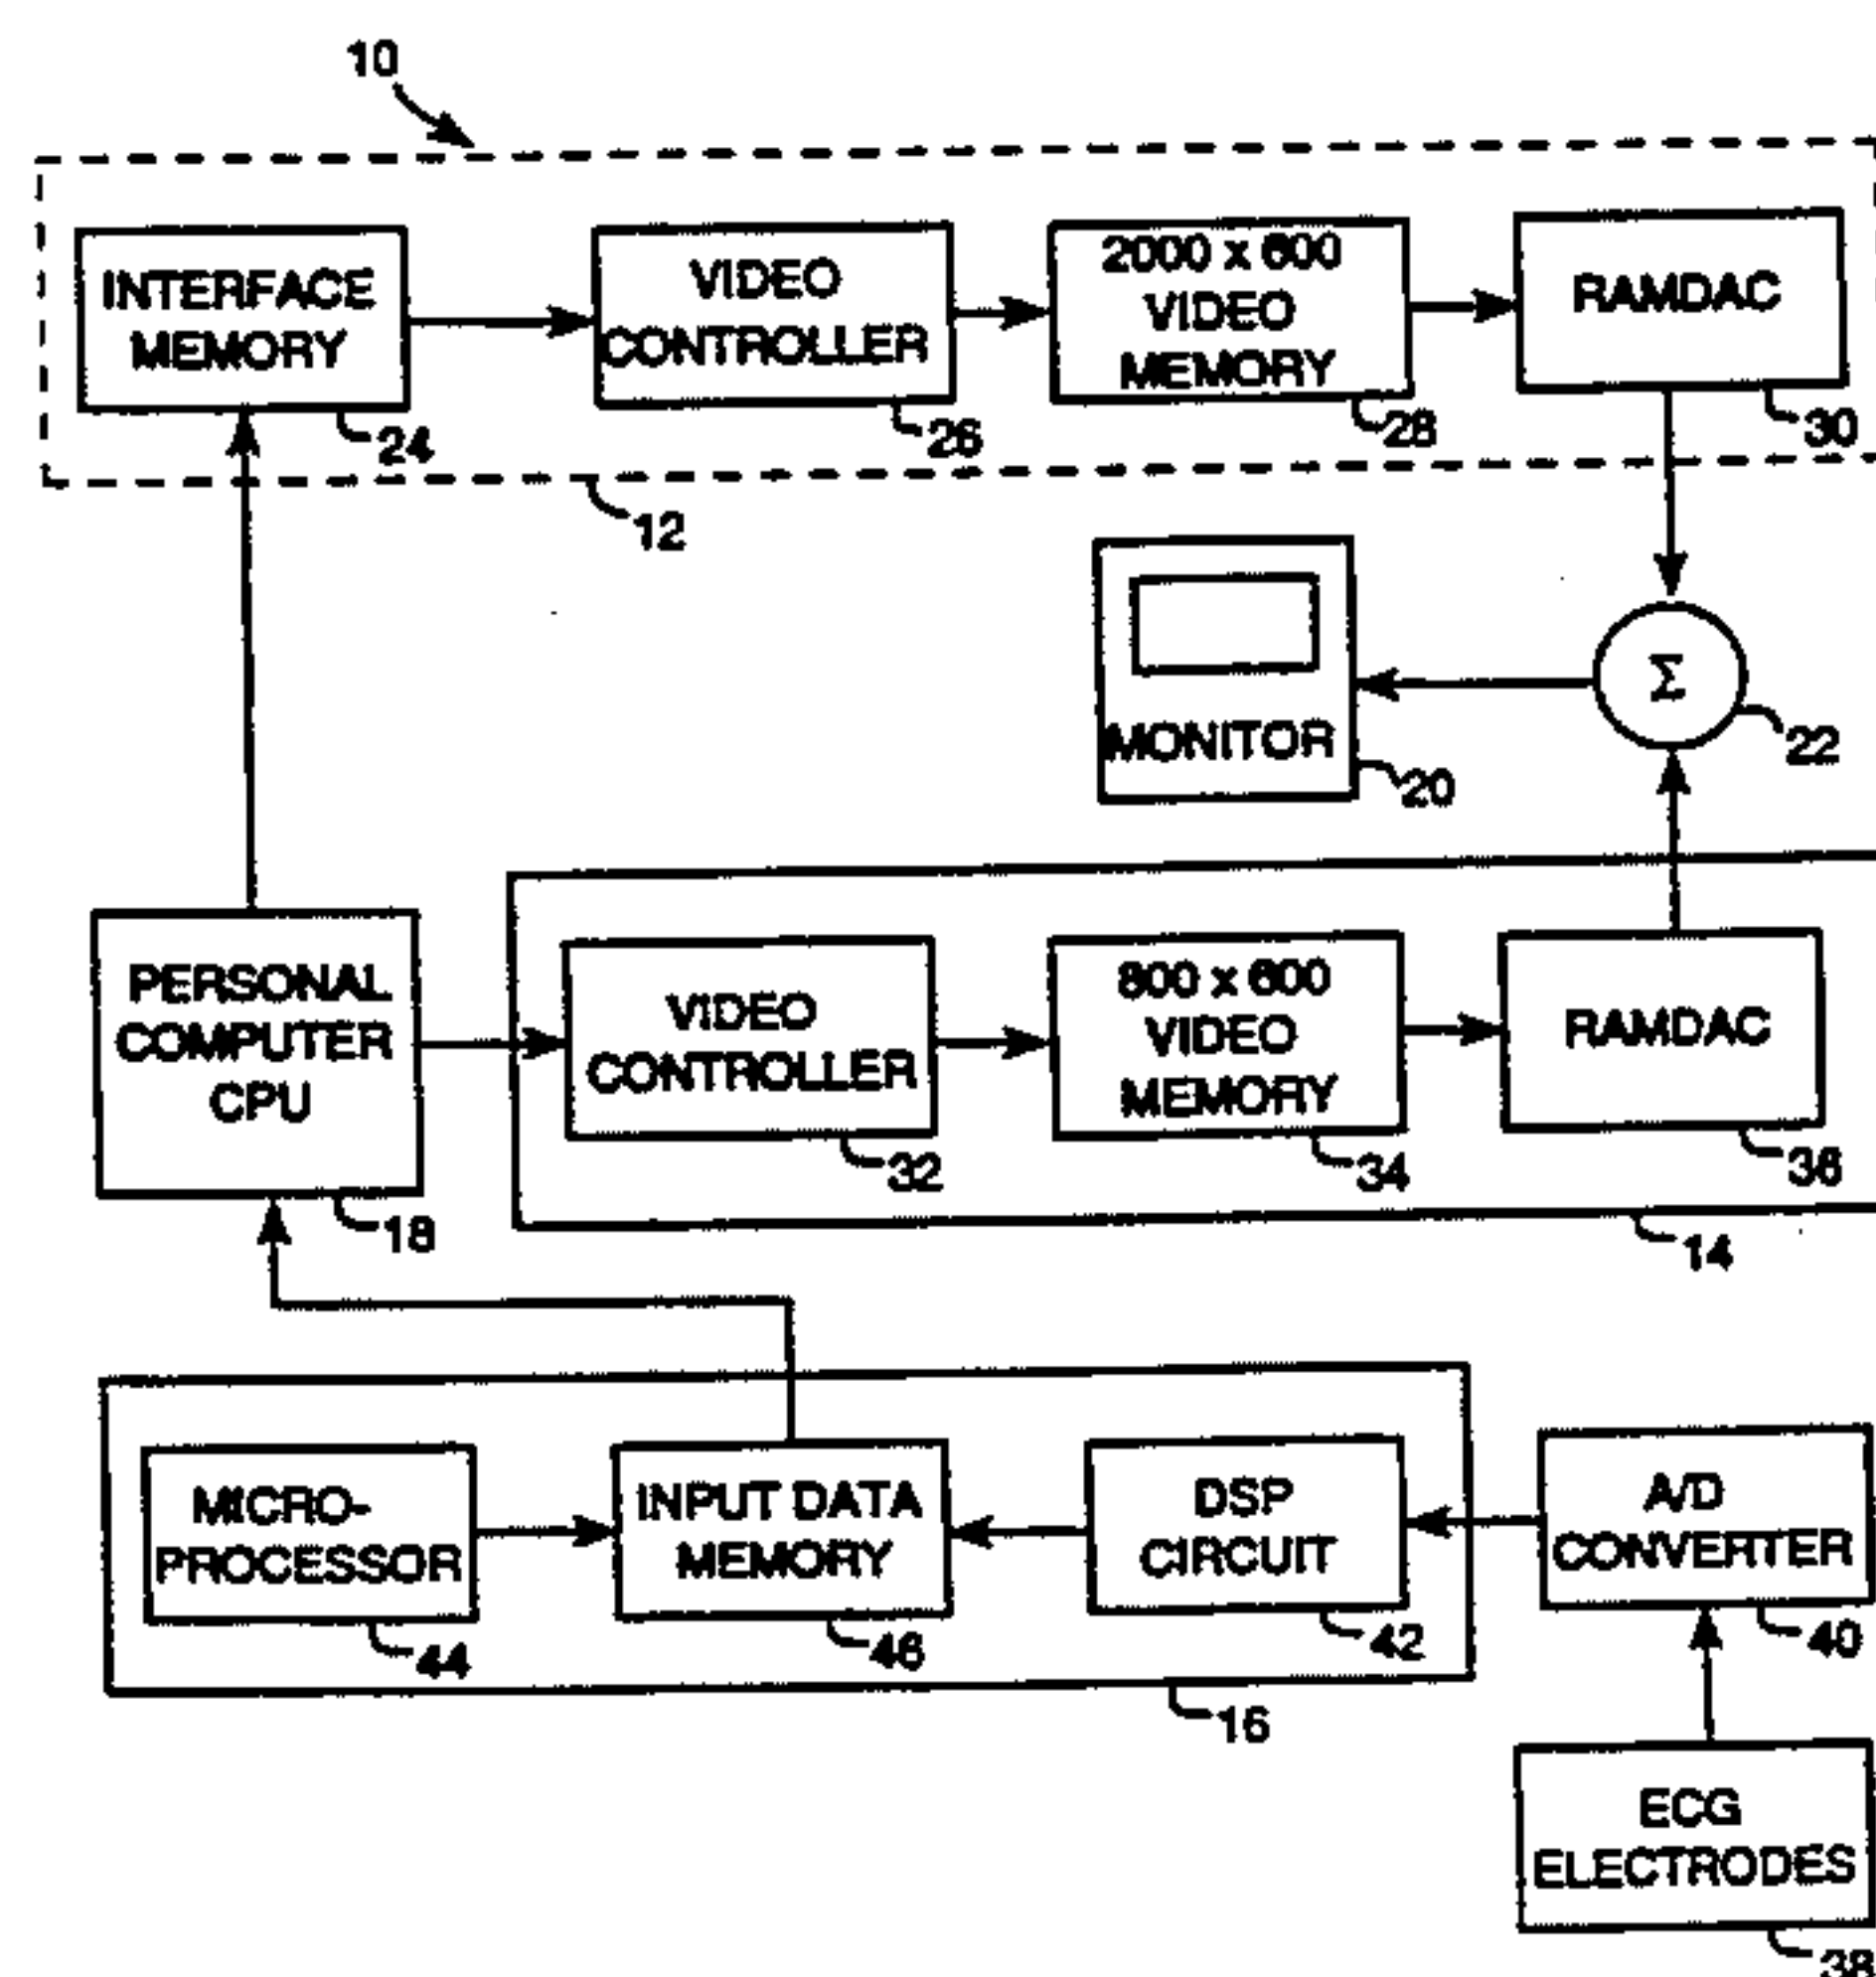 10
INTERFACE
MEMORY
24
VIDEO
CONTROLLER
26
2000 x 600
VIDEO
MEMORY
28
RAMDAC
30
12
MONITOR
20
Σ
22
PERSONAL
COMPUTER
CPU
18
VIDEO
CONTROLLER
32
800 x 600
VIDEO
MEMORY
34
RAMDAC
36
14
MICRO-
PROCESSOR
44
INPUT DATA
MEMORY
46
DSP
CIRCUIT
42
A/D
CONVERTER
40
16
ECG
ELECTRODES
38